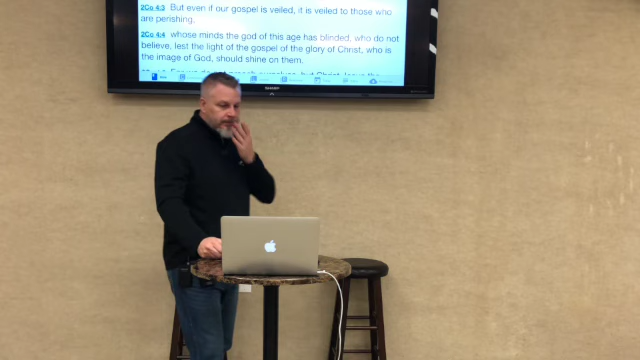 2Co 4:3 But even if our gospel is veiled, it is veiled to those who
are perishing.
2Co 4:4 whose minds the god of this age has blinded, who do not
believe, lest the light of the gospel of the glory of Christ, who is
the image of God, should shine on them.
SHARP